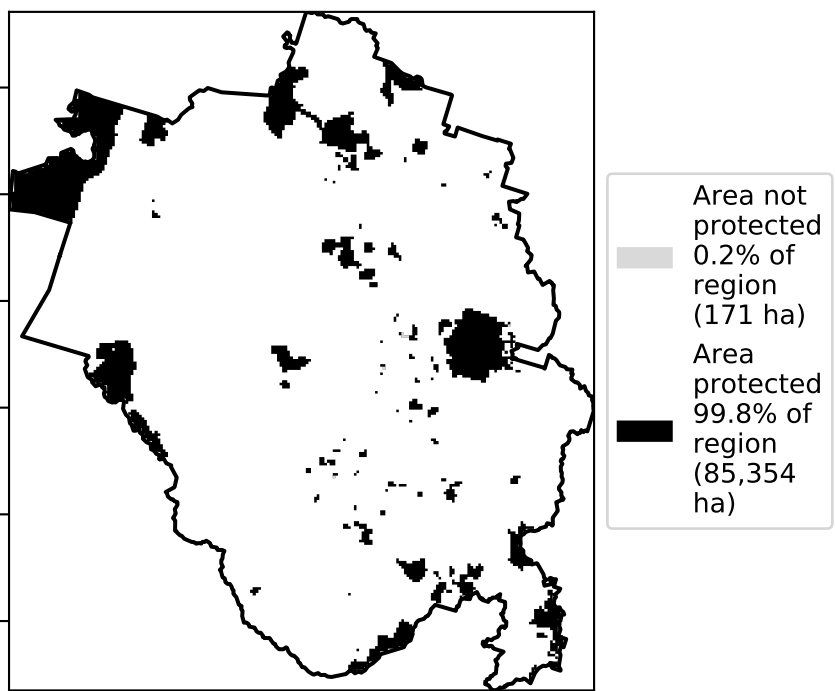 Area not
protected
0.2% of
region
(171 ha)
Area
protected
99.8% of
region
(85,354
ha)